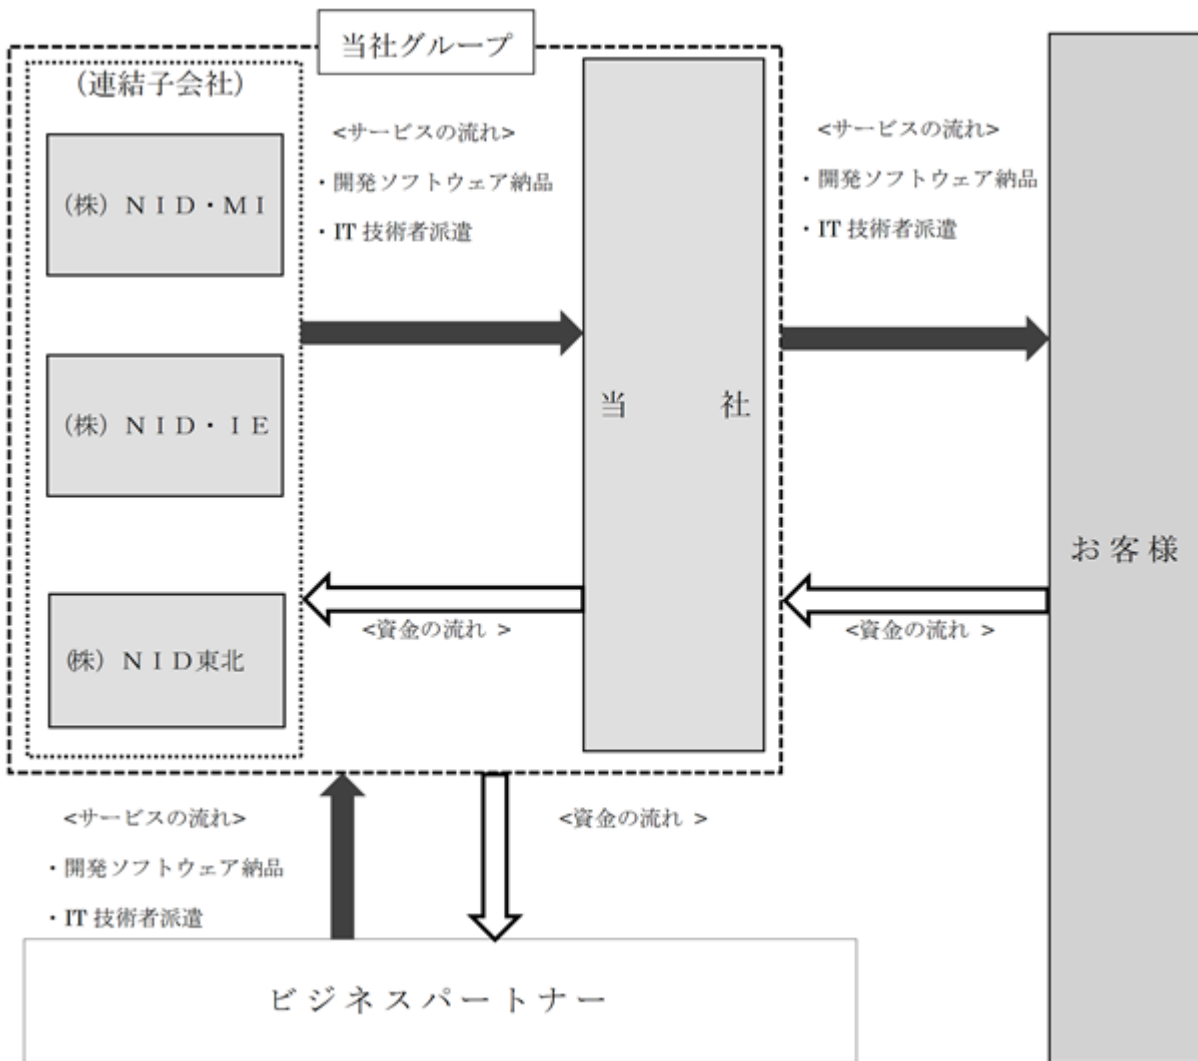 当社グループ
（連結子会社）
（株）ＮＩＤ・ＭＩ
（株）ＮＩＤ・ＩＥ
㈱）ＮＩＤ東北
<サービスの流れ>
・開発ソフトウェア納品
・IT 技術者派遣
当　社
<資金の流れ >
<サービスの流れ>
・開発ソフトウェア納品
・IT 技術者派遣
<資金の流れ >
お客様
<サービスの流れ>
・開発ソフトウェア納品
・IT 技術者派遣
<資金の流れ >
ビジネスパートナー